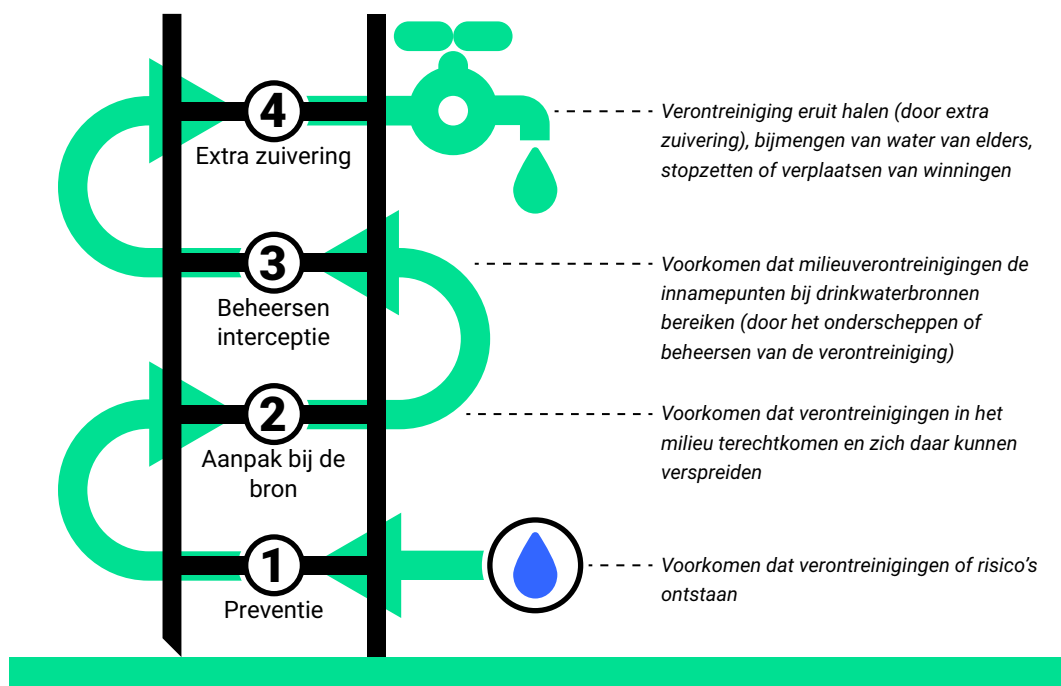 4
Extra zuivering
Verontreiniging eruit halen (door extra
zuivering), bijmengen van water van elders,
stopzetten of verplaatsen van winningen
3
Beheersen
interceptie
Voorkomen dat milieuverontreinigingen de
innamepunten bij drinkwaterbronnen
bereiken (door het onderscheppen of
beheersen van de verontreiniging)
2
Aanpak bij de
bron
Voorkomen dat verontreinigingen in het
milieu terechtkomen en zich daar kunnen
verspreiden
1
Preventie
Voorkomen dat verontreinigingen of risico's
ontstaan